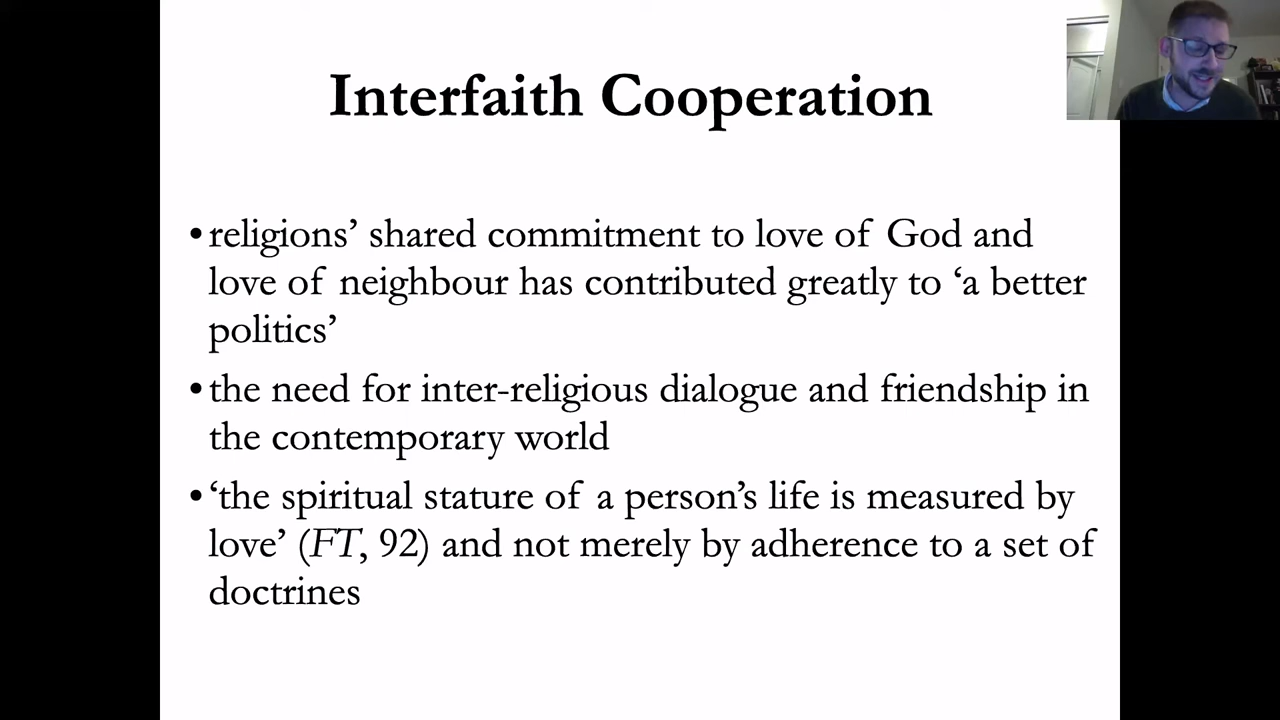 Interfaith Cooperation
•religions’ shared commitment to love of God and
love of neighbour has contributed greatly to ‘a better
politics’
•the need for inter-religious dialogue and friendship in
the contemporary world
•‘the spiritual stature of a person’s life is measured by
love’ (FT, 92) and not merely by adherence to a set of
doctrines